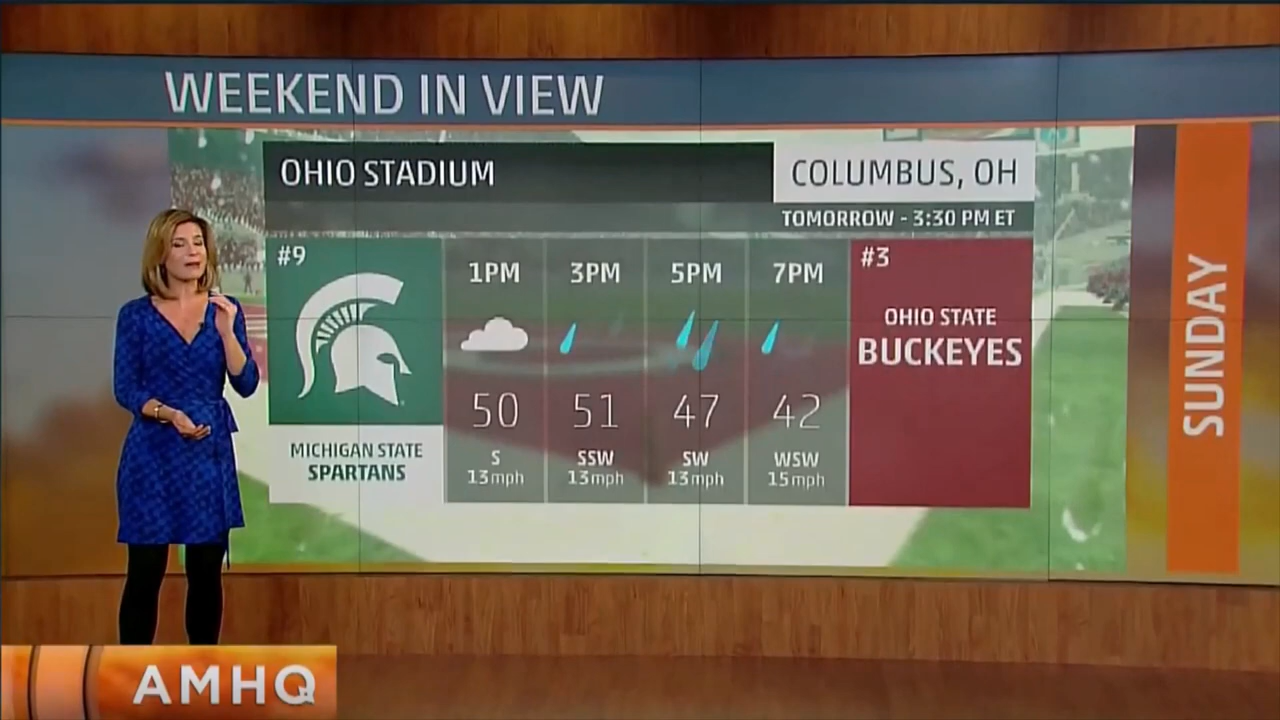 WEEKEND IN VIEW
OHIO STADIUM
COLUMBUS, OH
TOMORROW - 3:30 PM ET
#9
MICHIGAN STATE
SPARTANS
1PM 3PM 5PM 7PM
50 51 47 42
S SSW SW WSW
13mph 13mph 13mph 15mph
#3
OHIO STATE
BUCKEYES
SUNDAY
AMHQ